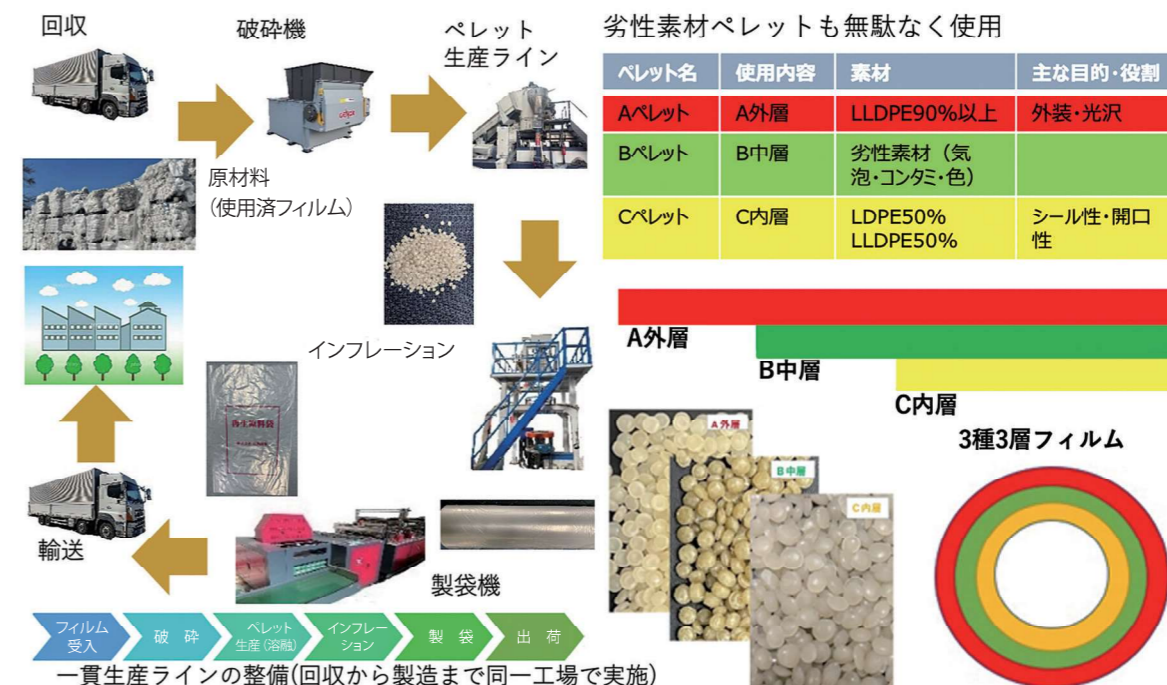 回収
破砕機
ペレット
生産ライン
原材料
(使用済フィルム)
インフレーション
再生原料袋
製袋機
輸送
フィルム
受入
破 砕
ペレット
生産(溶融)
インフレー
ション
製 袋
出 荷
一貫生産ラインの整備(回収から製造まで同一工場で実施)
劣性素材ペレットも無駄なく使用
ペレット名 使用内容 素材 主な目的・役割
Aペレット A外層 LLDPE90%以上 外装・光沢
Bペレット B中層 劣性素材(気
泡・コンタミ・色)
Cペレット C内層 LDPE50% シール性・開口
LLDPE50% 性
A外層
B中層
C内層
A外層
B中層
C内層
3種3層フィルム